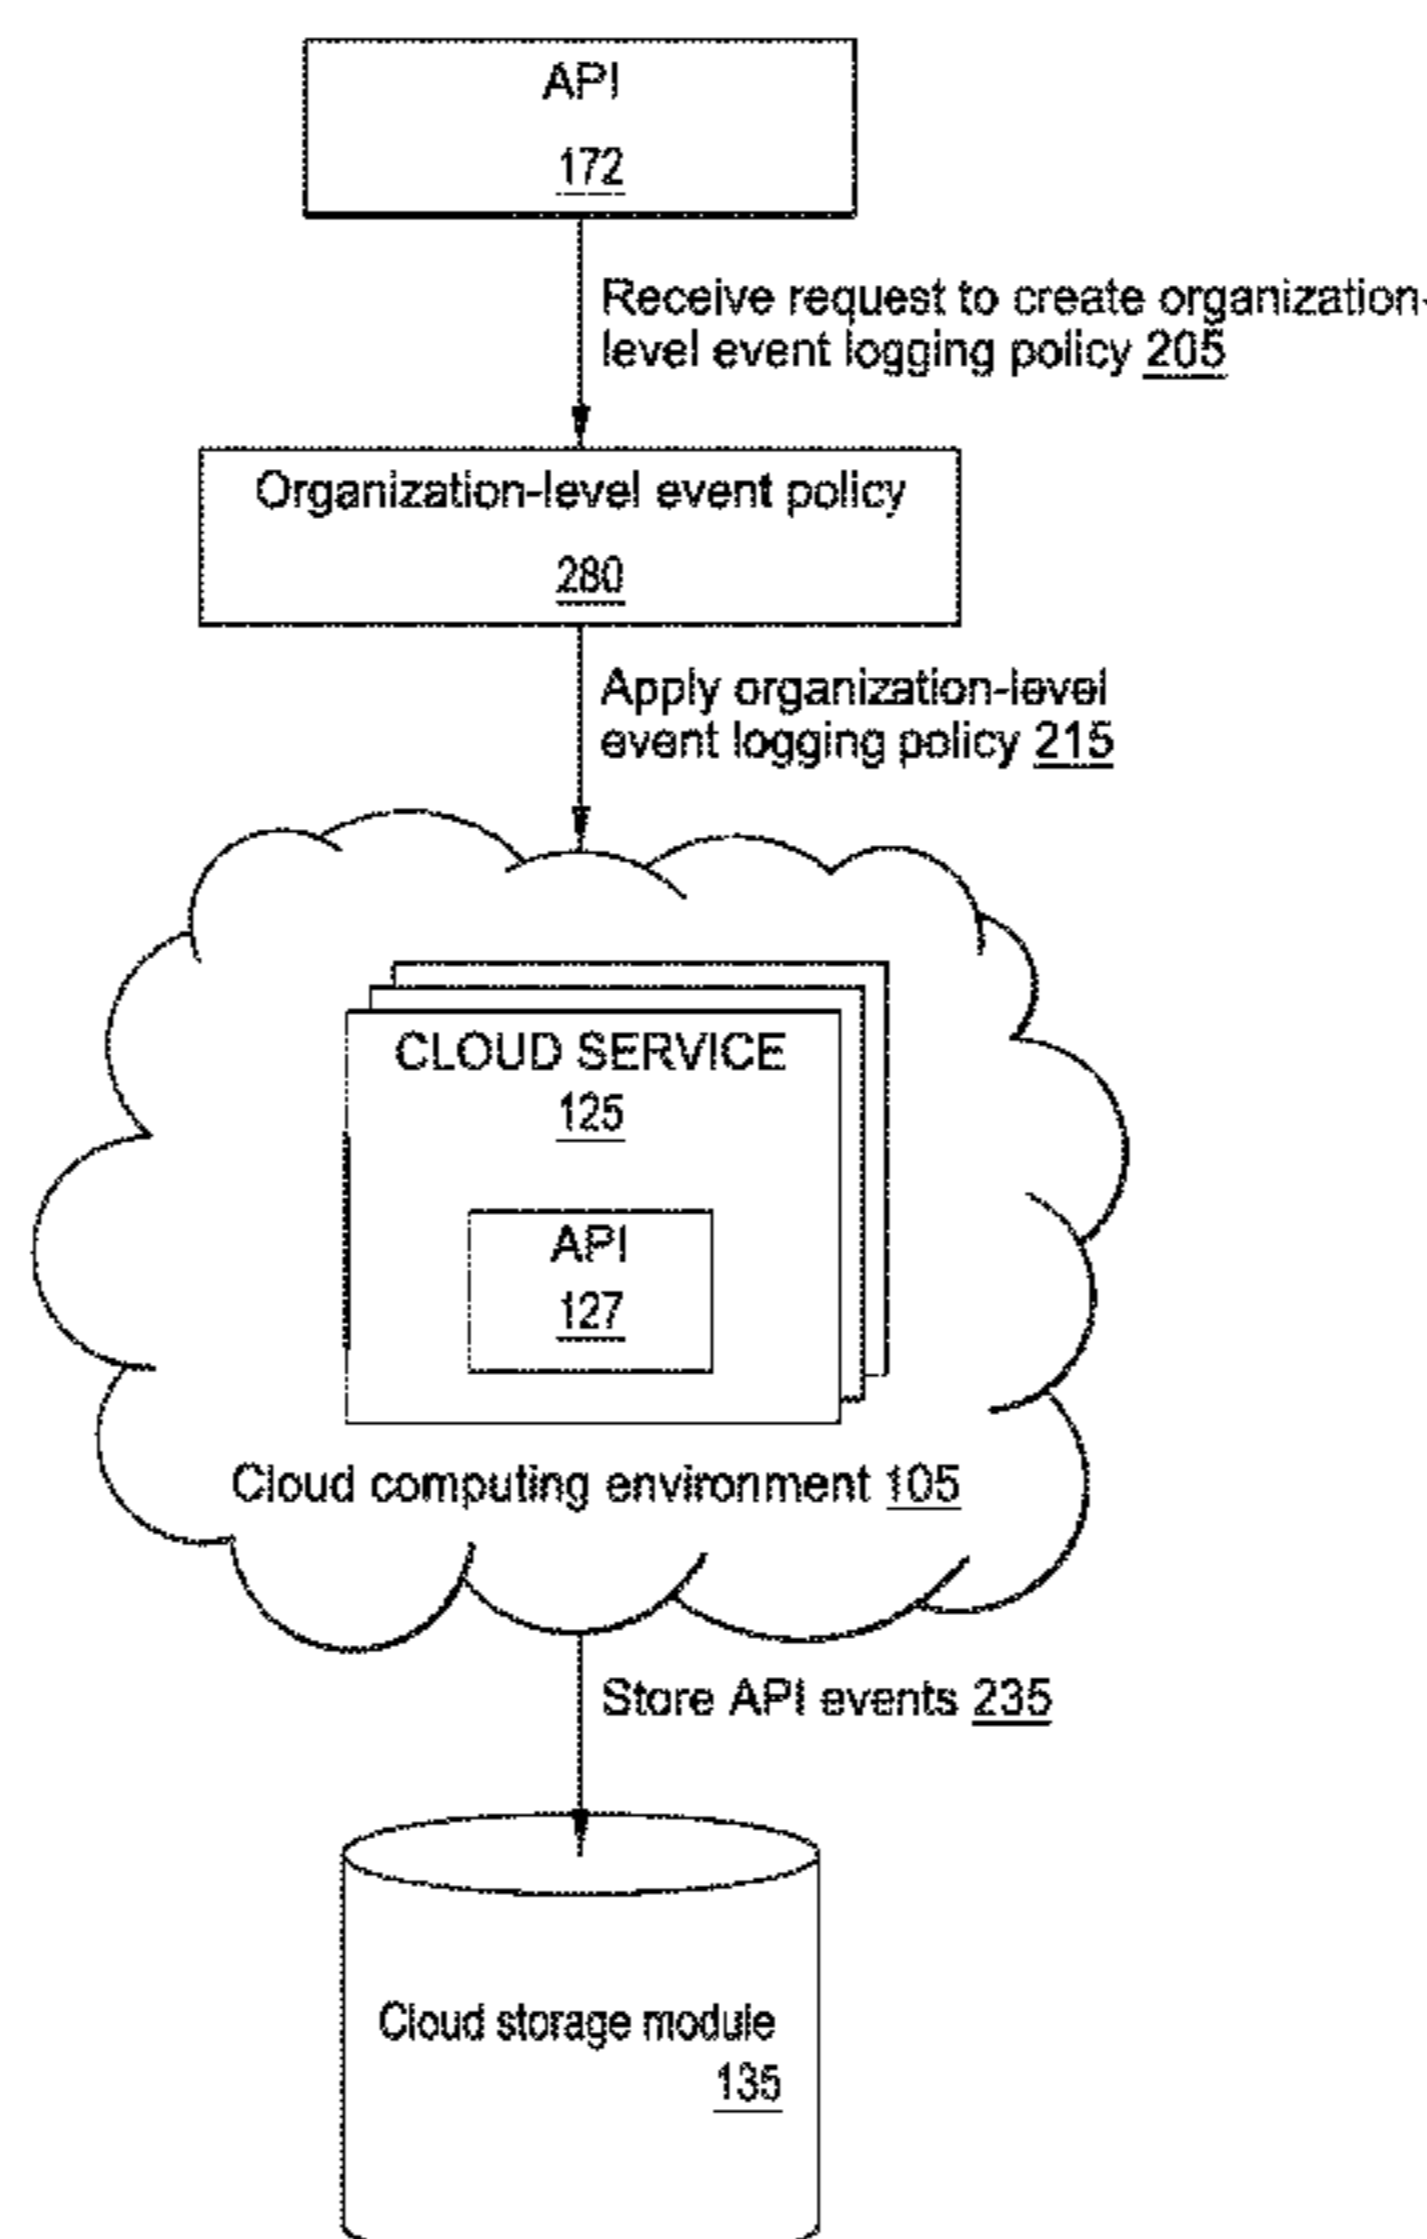 API
172
Receive request to create organization-
level event logging policy 205
Organization-level event policy
280
Apply organization-level
event logging policy 215
CLOUD SERVICE
125
API
127
Cloud computing environment 105
Store API events 235
Cloud storage module
135